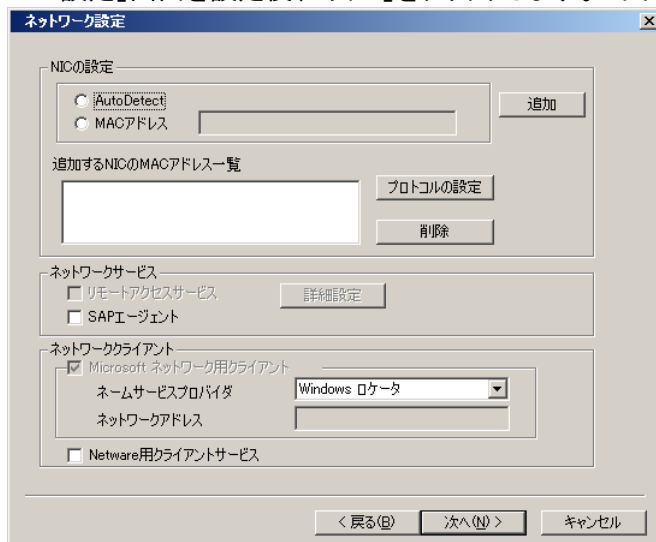 ネットワーク設定
NICの設定
AutoDetect
MACアドレス
追加
追加するNICのMACアドレス一覧
プロトコルの設定
削除
ネットワークサービス
リモートアクセスサービス
詳細設定
SAPエージェント
ネットワーククライアント
Microsoft ネットワーク用クライアント
ネームサービスプロバイダ
Windows ロケータ
ネットワークアドレス
Netware用クライアントサービス
< 戻る(B)
次へ(N) >
キャンセル